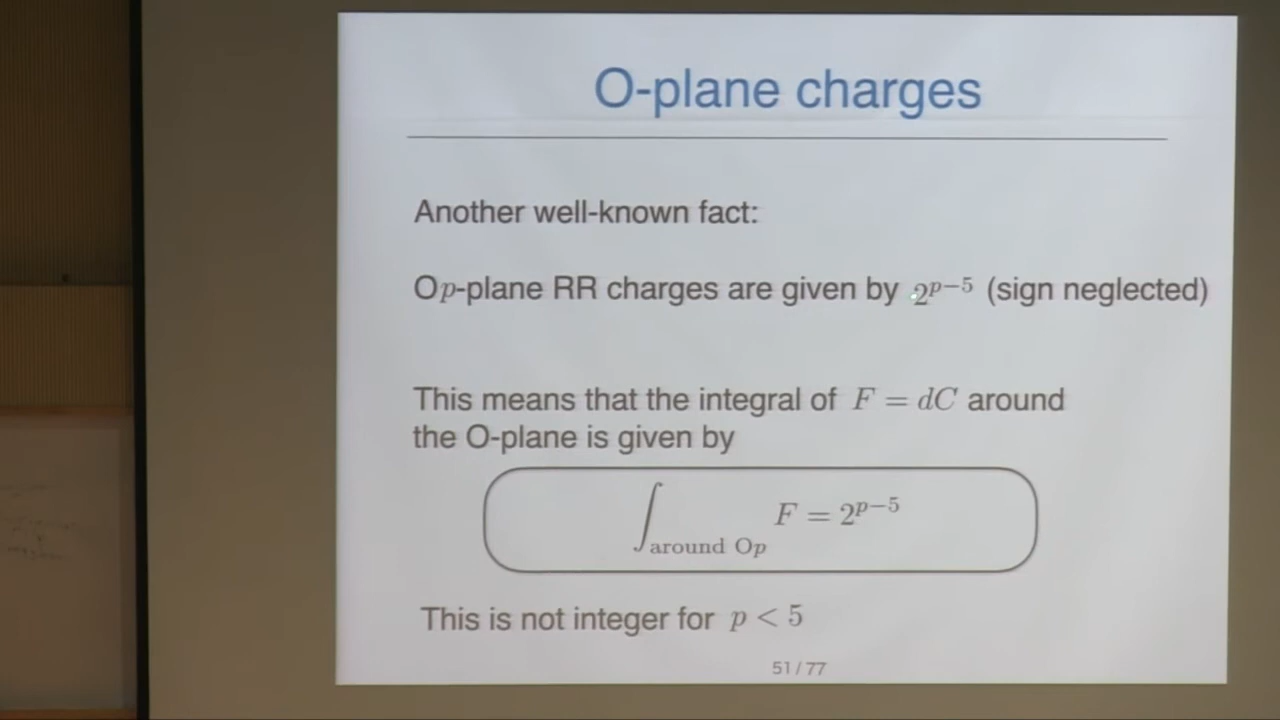 O-plane charges
Another well-known fact:
Op-plane RR charges are given by 2^{p-5} (sign neglected)
This means that the integral of F = dC around
the O-plane is given by
∫_{around Op} F = 2^{p-5}
This is not integer for p < 5
51 / 77